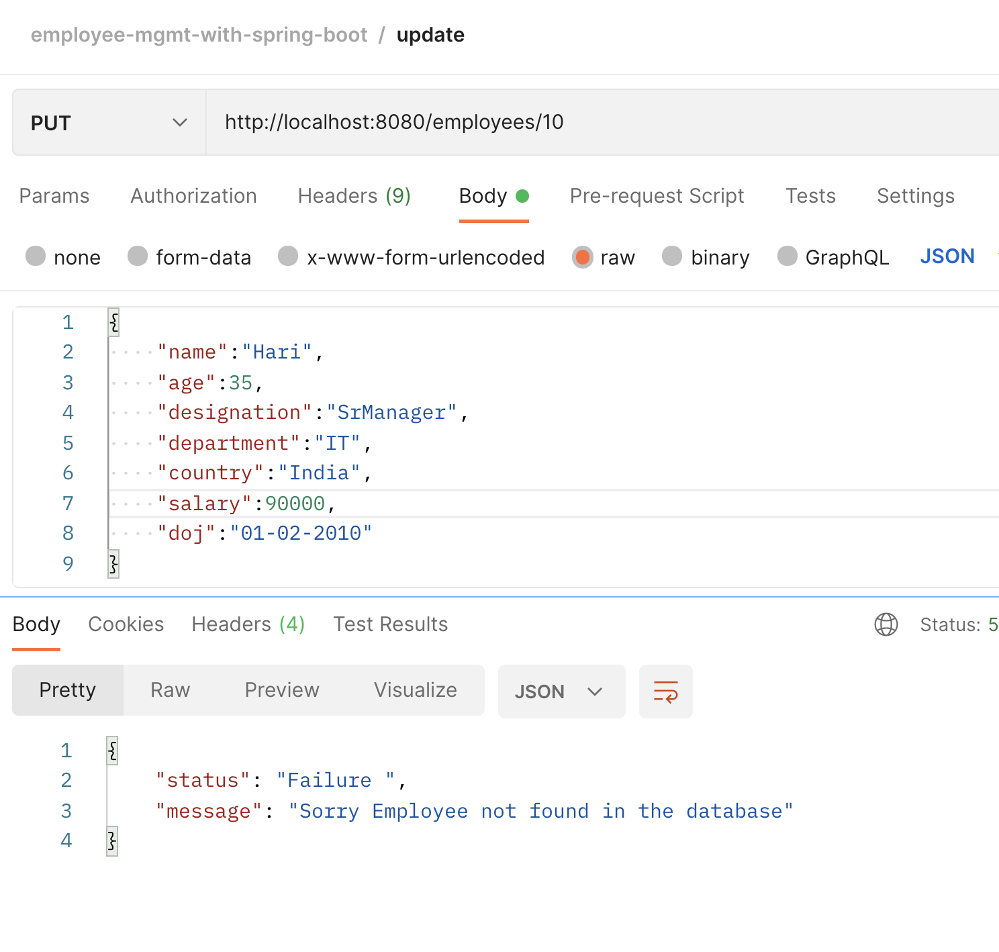 employee-mgmt-with-spring-boot / update
PUT http://localhost:8080/employees/10
Params Authorization Headers (9) Body Pre-request Script Tests Settings
none form-data x-www-form-urlencoded raw binary GraphQL JSON
1 {
2 "name":"Hari",
3 "age":35,
4 "designation":"SrManager",
5 "department":"IT",
6 "country":"India",
7 "salary":90000,
8 "doj":"01-02-2010"
9 }
Body Cookies Headers (4) Test Results Status: 5
Pretty Raw Preview Visualize JSON
1 {
2 "status": "Failure ",
3 "message": "Sorry Employee not found in the database"
4 }